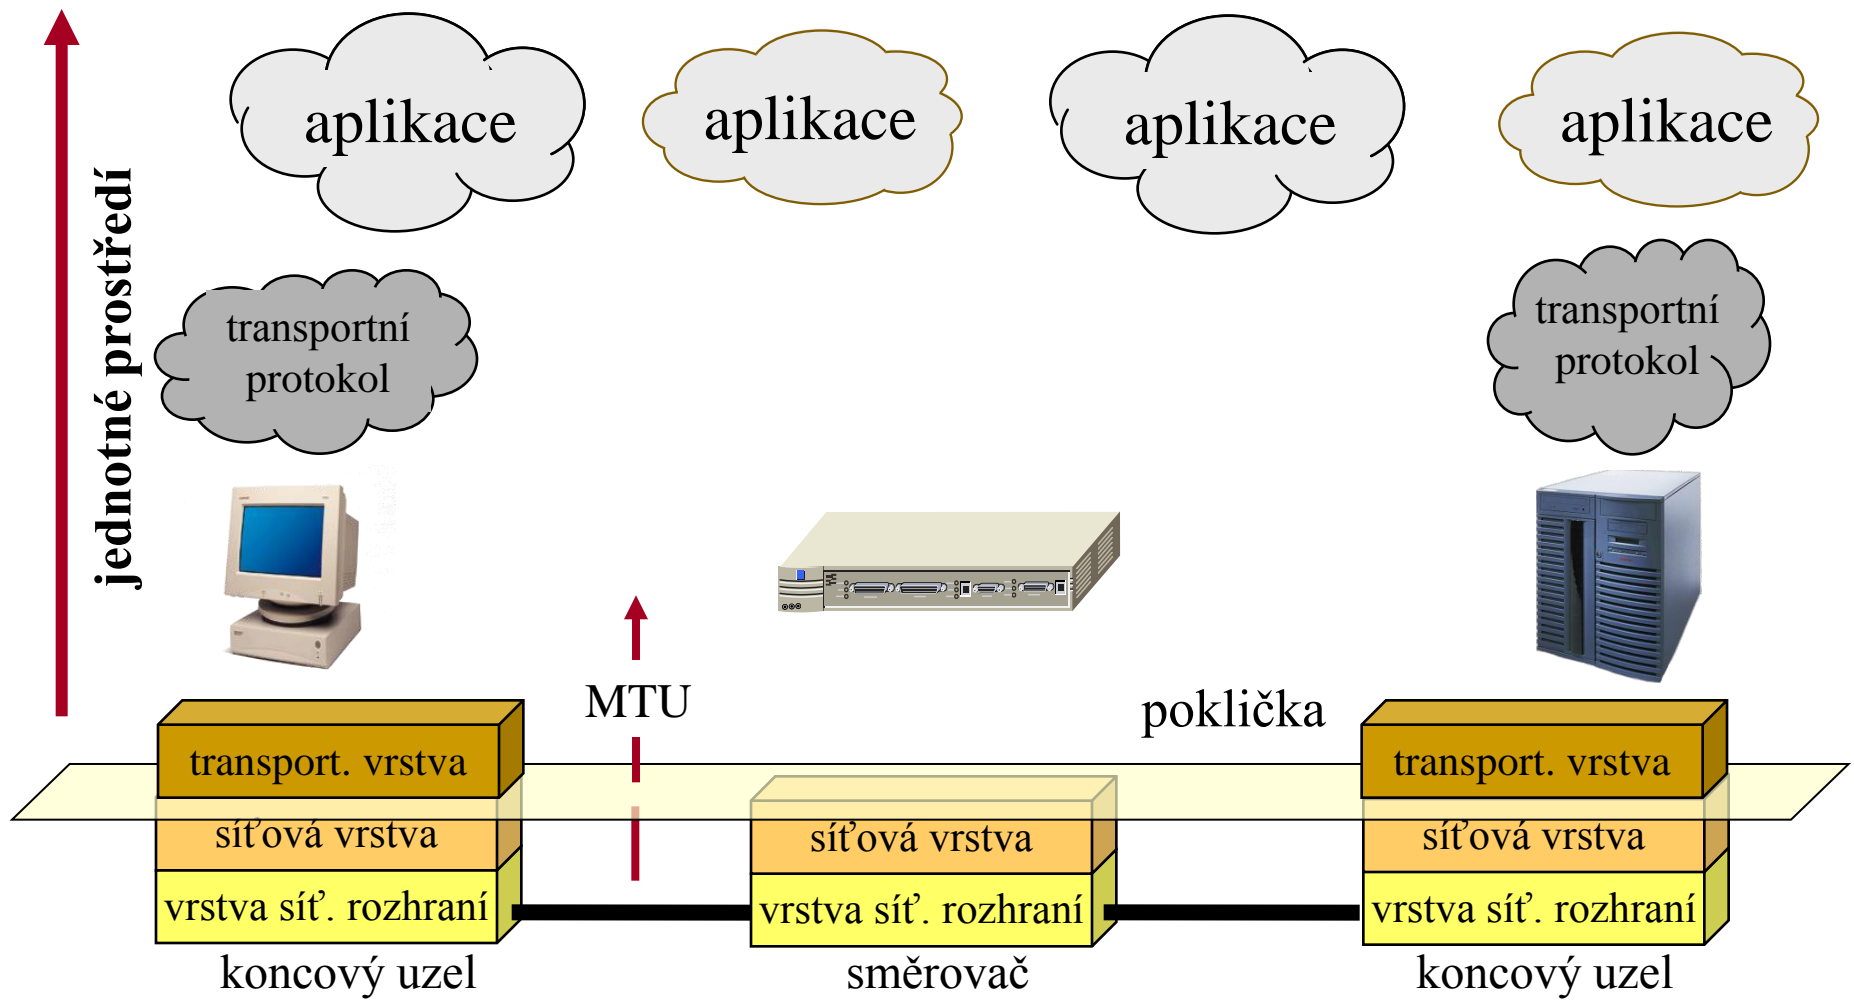 aplikace
aplikace
aplikace
aplikace
jednotné prostředí
transportní
protokol
transportní
protokol
MTU
poklička
transport. vrstva
transport. vrstva
síťová vrstva
síťová vrstva
síťová vrstva
vrstva síť. rozhraní
vrstva síť. rozhraní
vrstva síť. rozhraní
koncový uzel
směrovač
koncový uzel